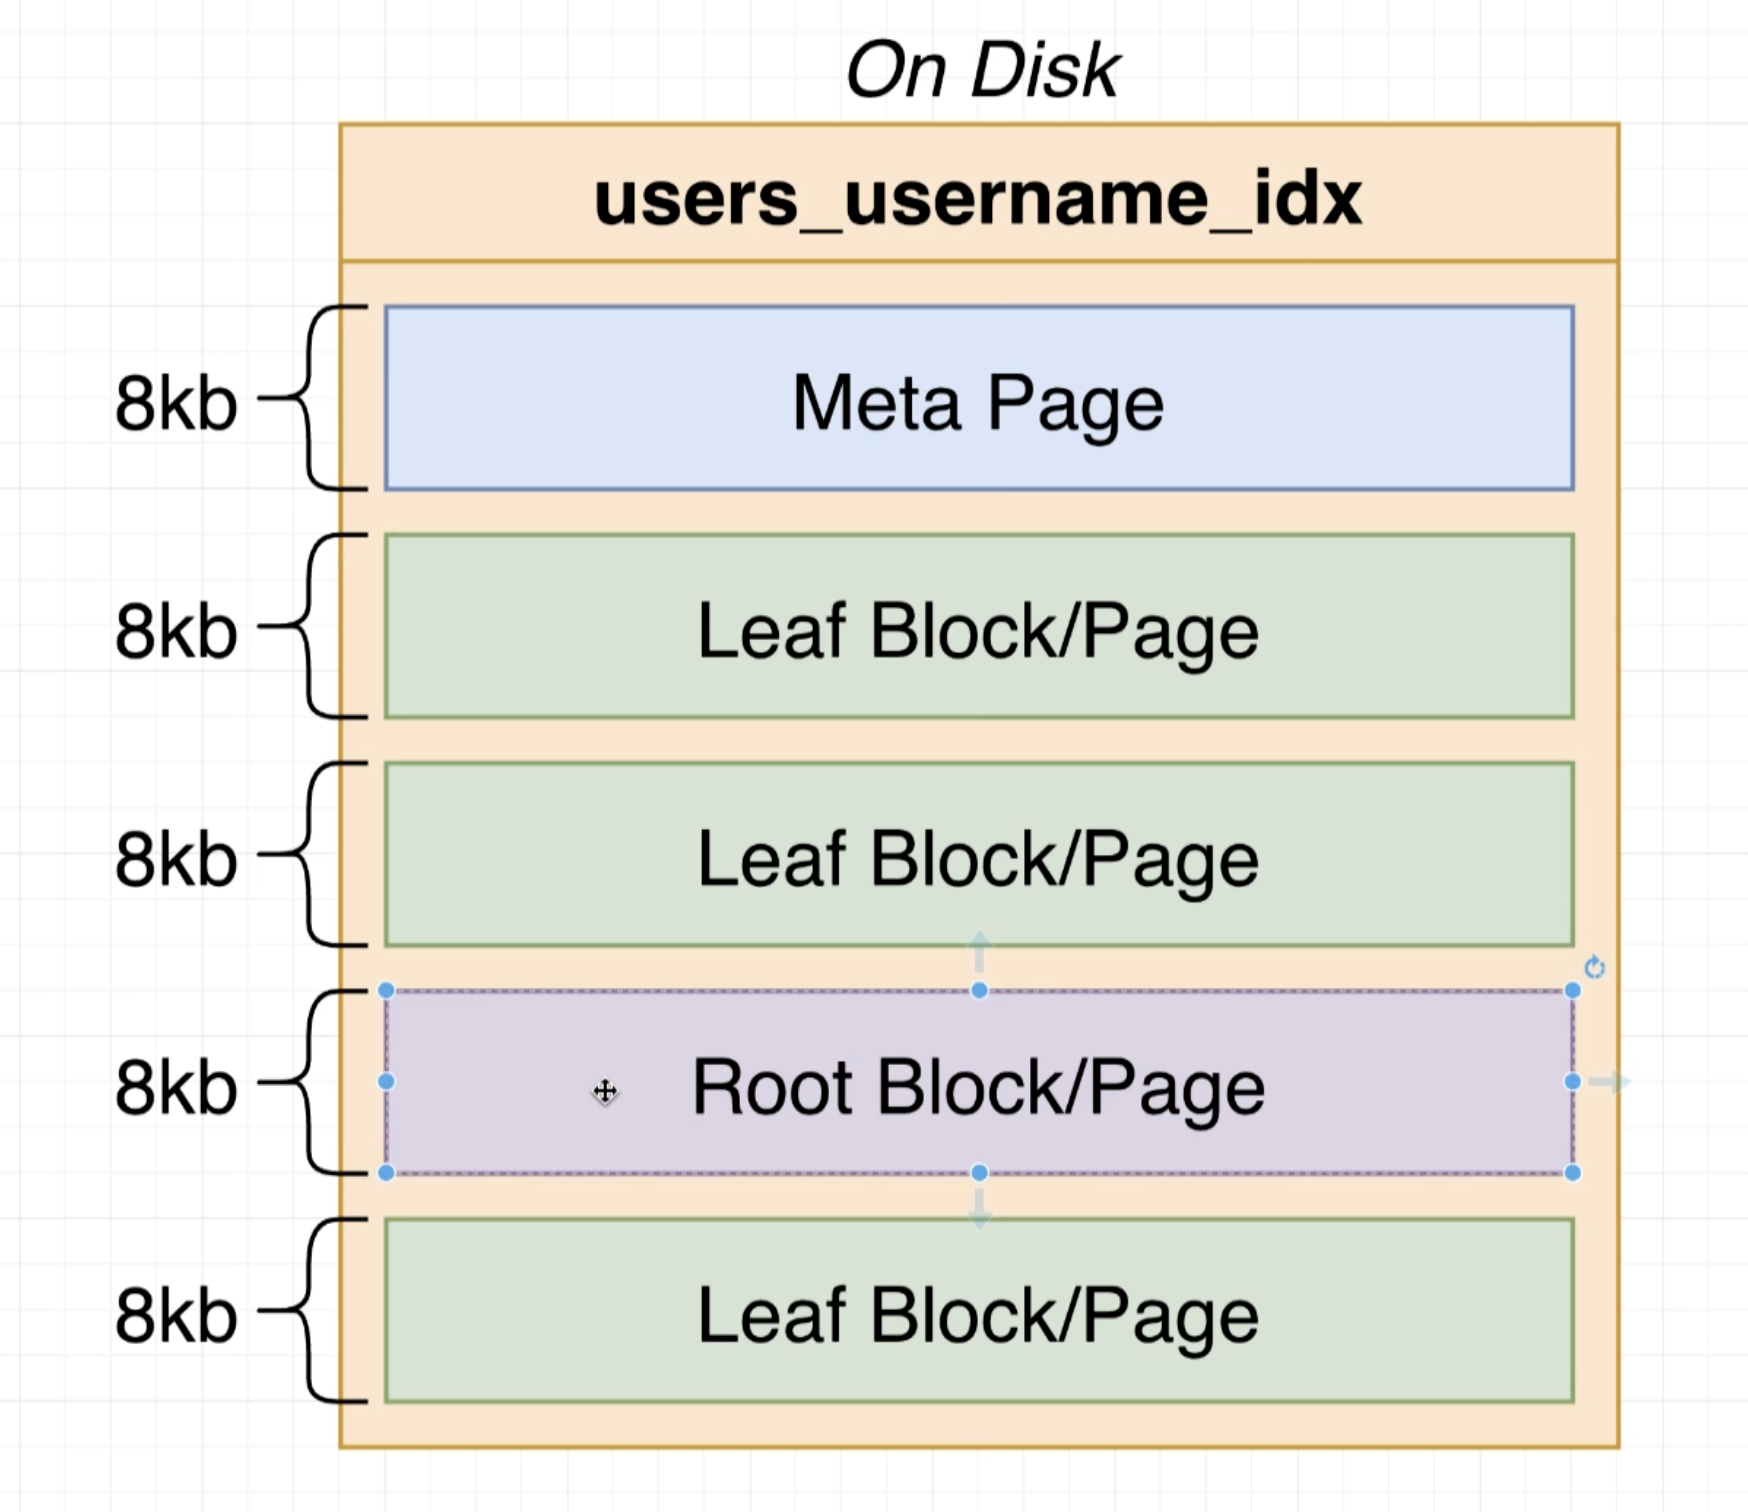 On Disk
users_username_idx
8kb
Meta Page
8kb
Leaf Block/Page
8kb
Leaf Block/Page
8kb
Root Block/Page
8kb
Leaf Block/Page